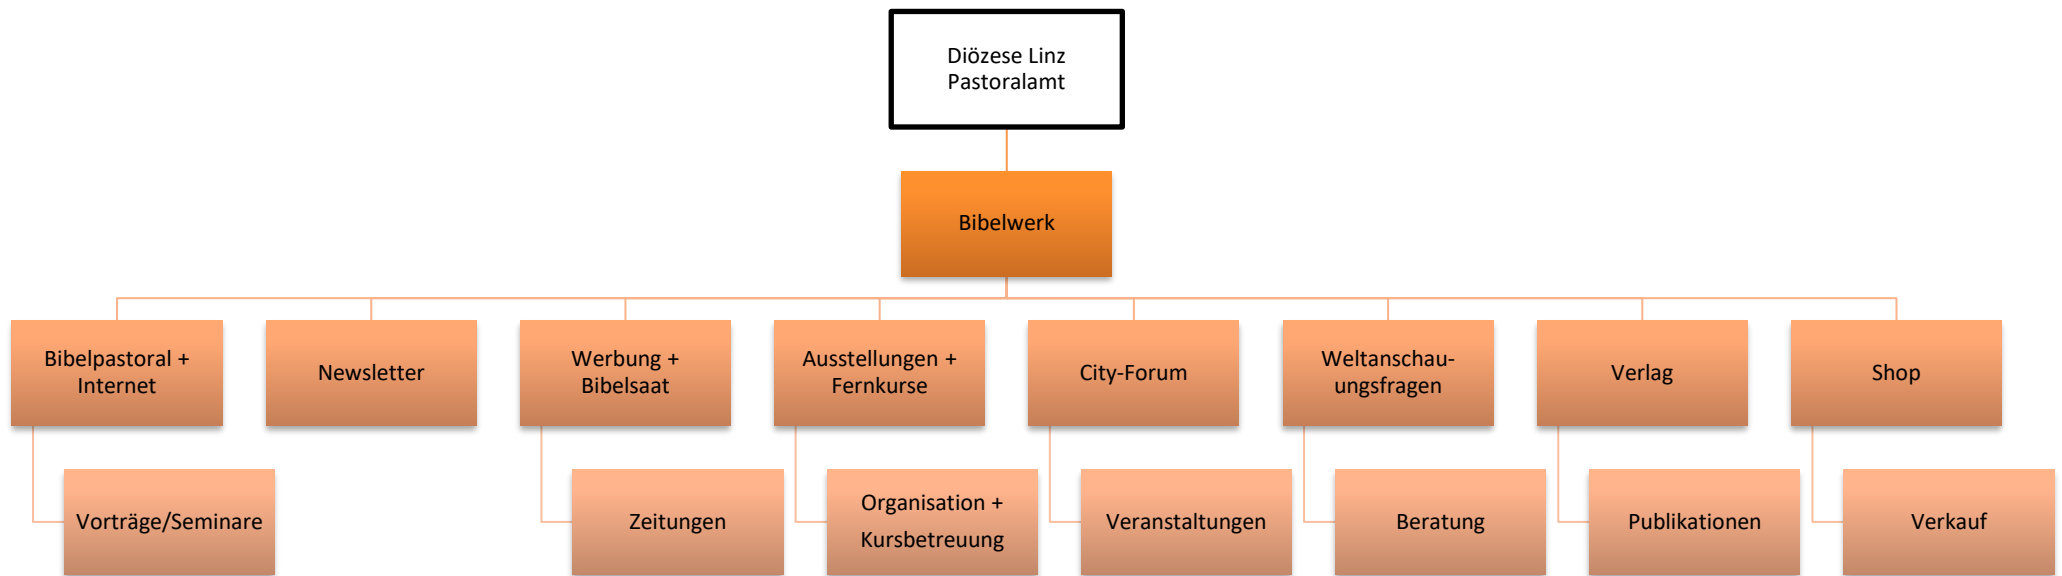 Diözese Linz
Pastoralamt
Bibelwerk
Bibelpastoral +
Internet
Newsletter
Werbung +
Bibelsaat
Ausstellungen +
Fernkurse
City-Forum
Weltanschau-
ungsfragen
Verlag
Shop
Vorträge/Seminare
Zeitungen
Organisation +
Kursbetreuung
Veranstaltungen
Beratung
Publikationen
Verkauf